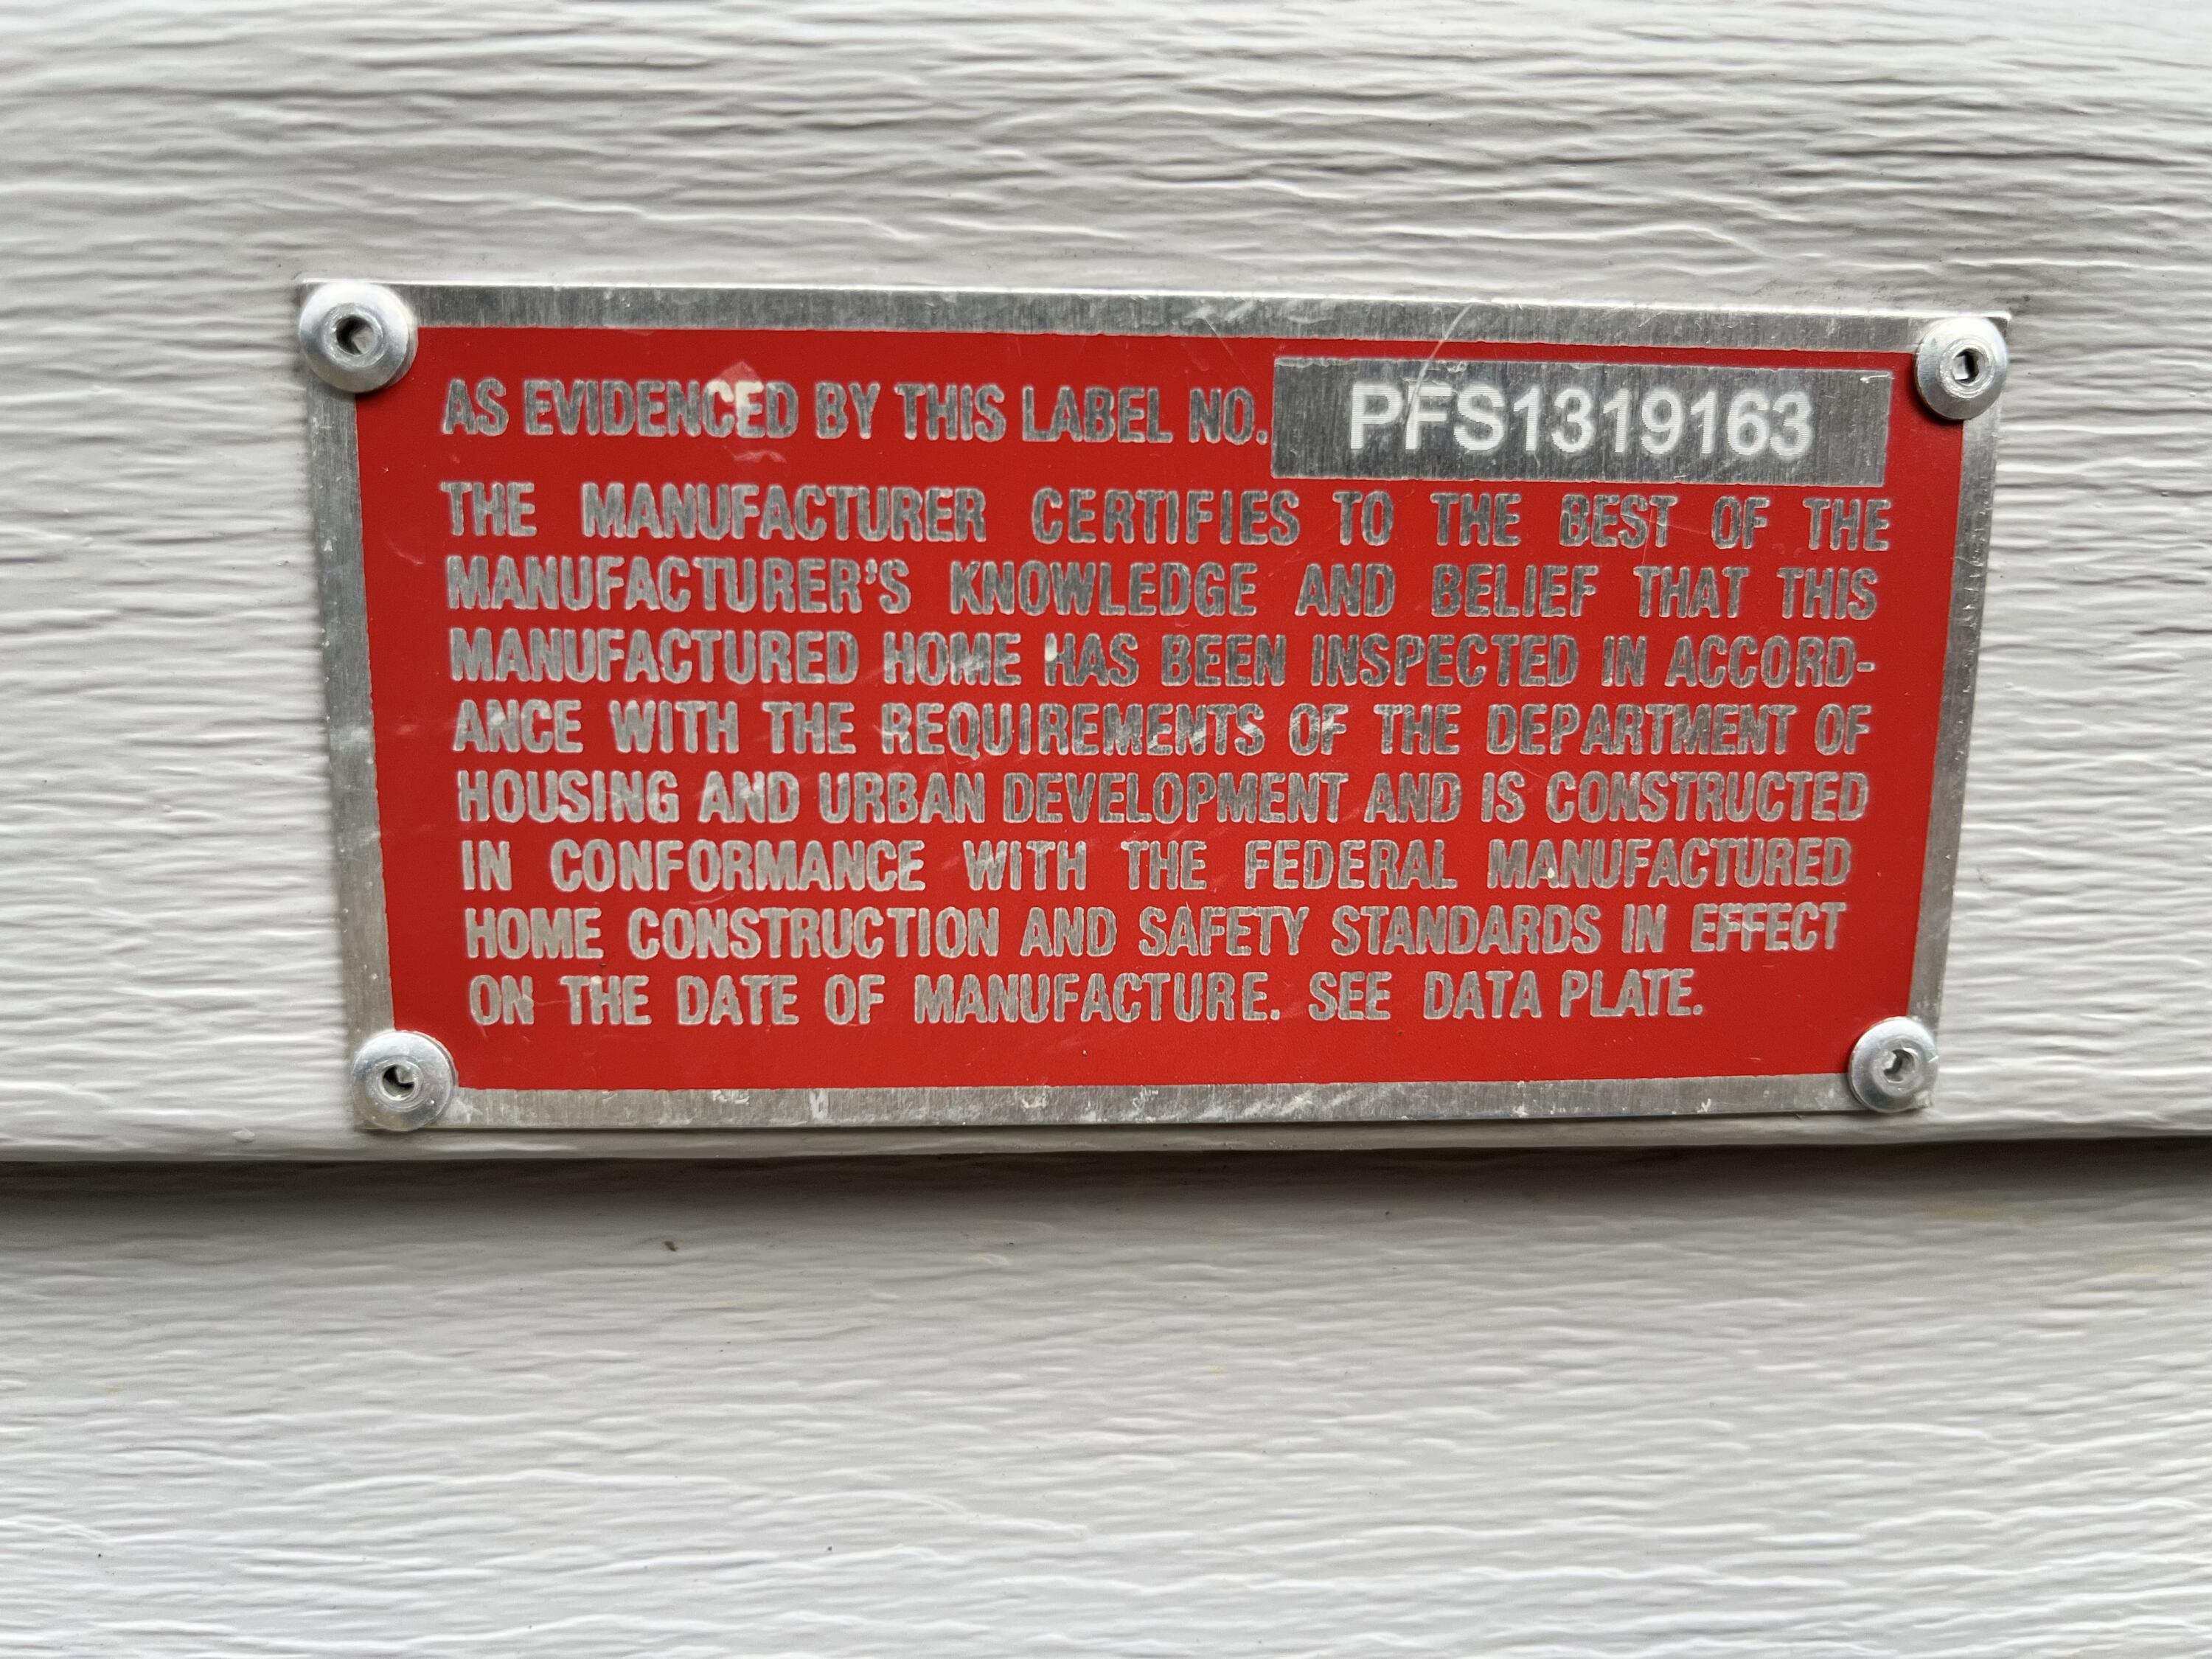 AS EVIDENCED BY THIS LABEL NO. PFS1319163
THE MANUFACTURER CERTIFIES TO THE BEST OF THE
MANUFACTURER'S KNOWLEDGE AND BELIEF THAT THIS
MANUFACTURED HOME HAS BEEN INSPECTED IN ACCORD-
ANCE WITH THE REQUIREMENTS OF THE DEPARTMENT OF
HOUSING AND URBAN DEVELOPMENT AND IS CONSTRUCTED
IN CONFORMANCE WITH THE FEDERAL MANUFACTURED
HOME CONSTRUCTION AND SAFETY STANDARDS IN EFFECT
ON THE DATE OF MANUFACTURE. SEE DATA PLATE.